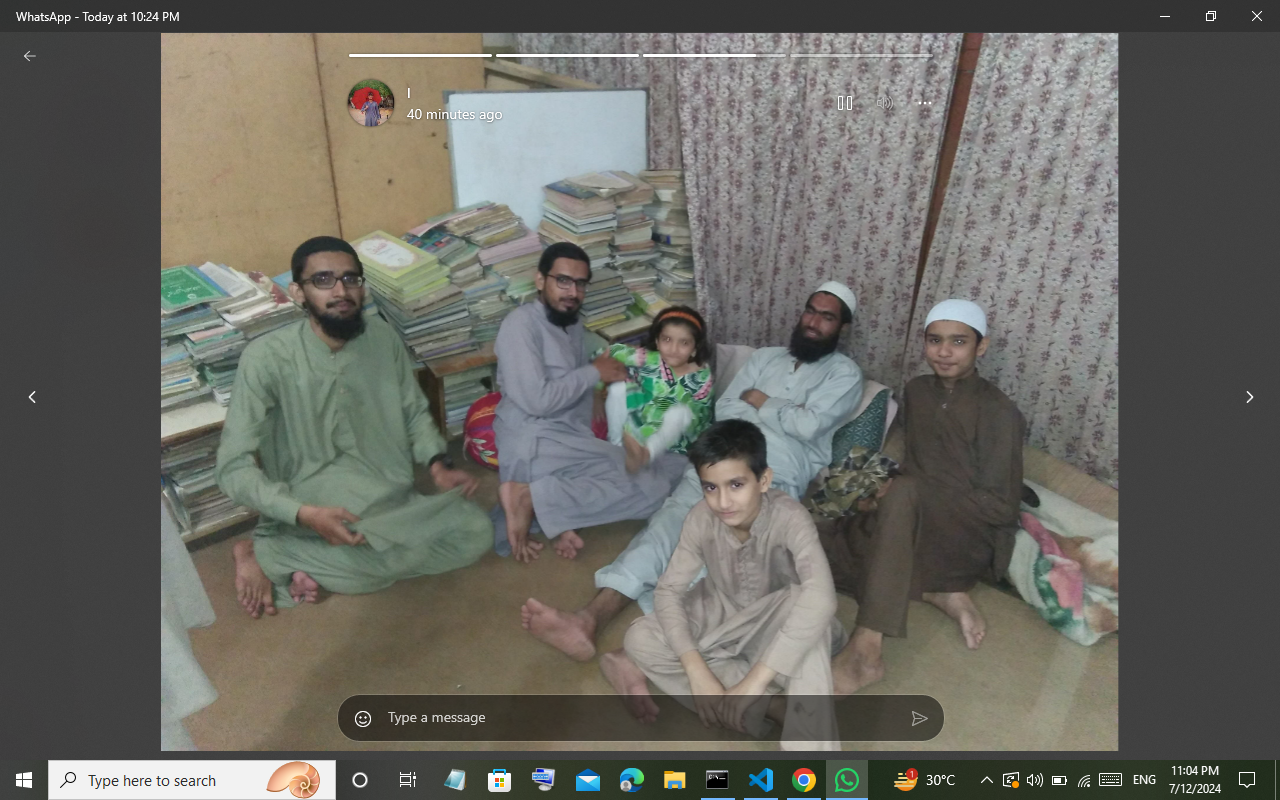 WhatsApp - Today at 10:24 PM
I
40 minutes ago
Type a message
Type here to search
1
30°C
ENG
11:04 PM
7/12/2024